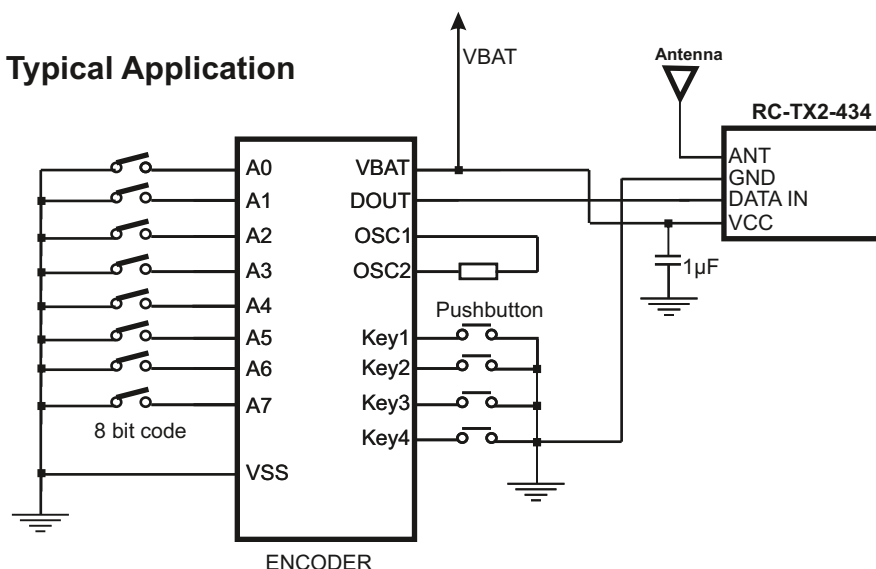 Typical Application
VBAT
Antenna
RC-TX2-434
ANT
GND
DATA IN
VCC
1µF
A0
A1
A2
A3
A4
A5
A6
A7
8 bit code
VSS
VBAT
DOUT
OSC1
OSC2
Pushbutton
Key1
Key2
Key3
Key4
ENCODER